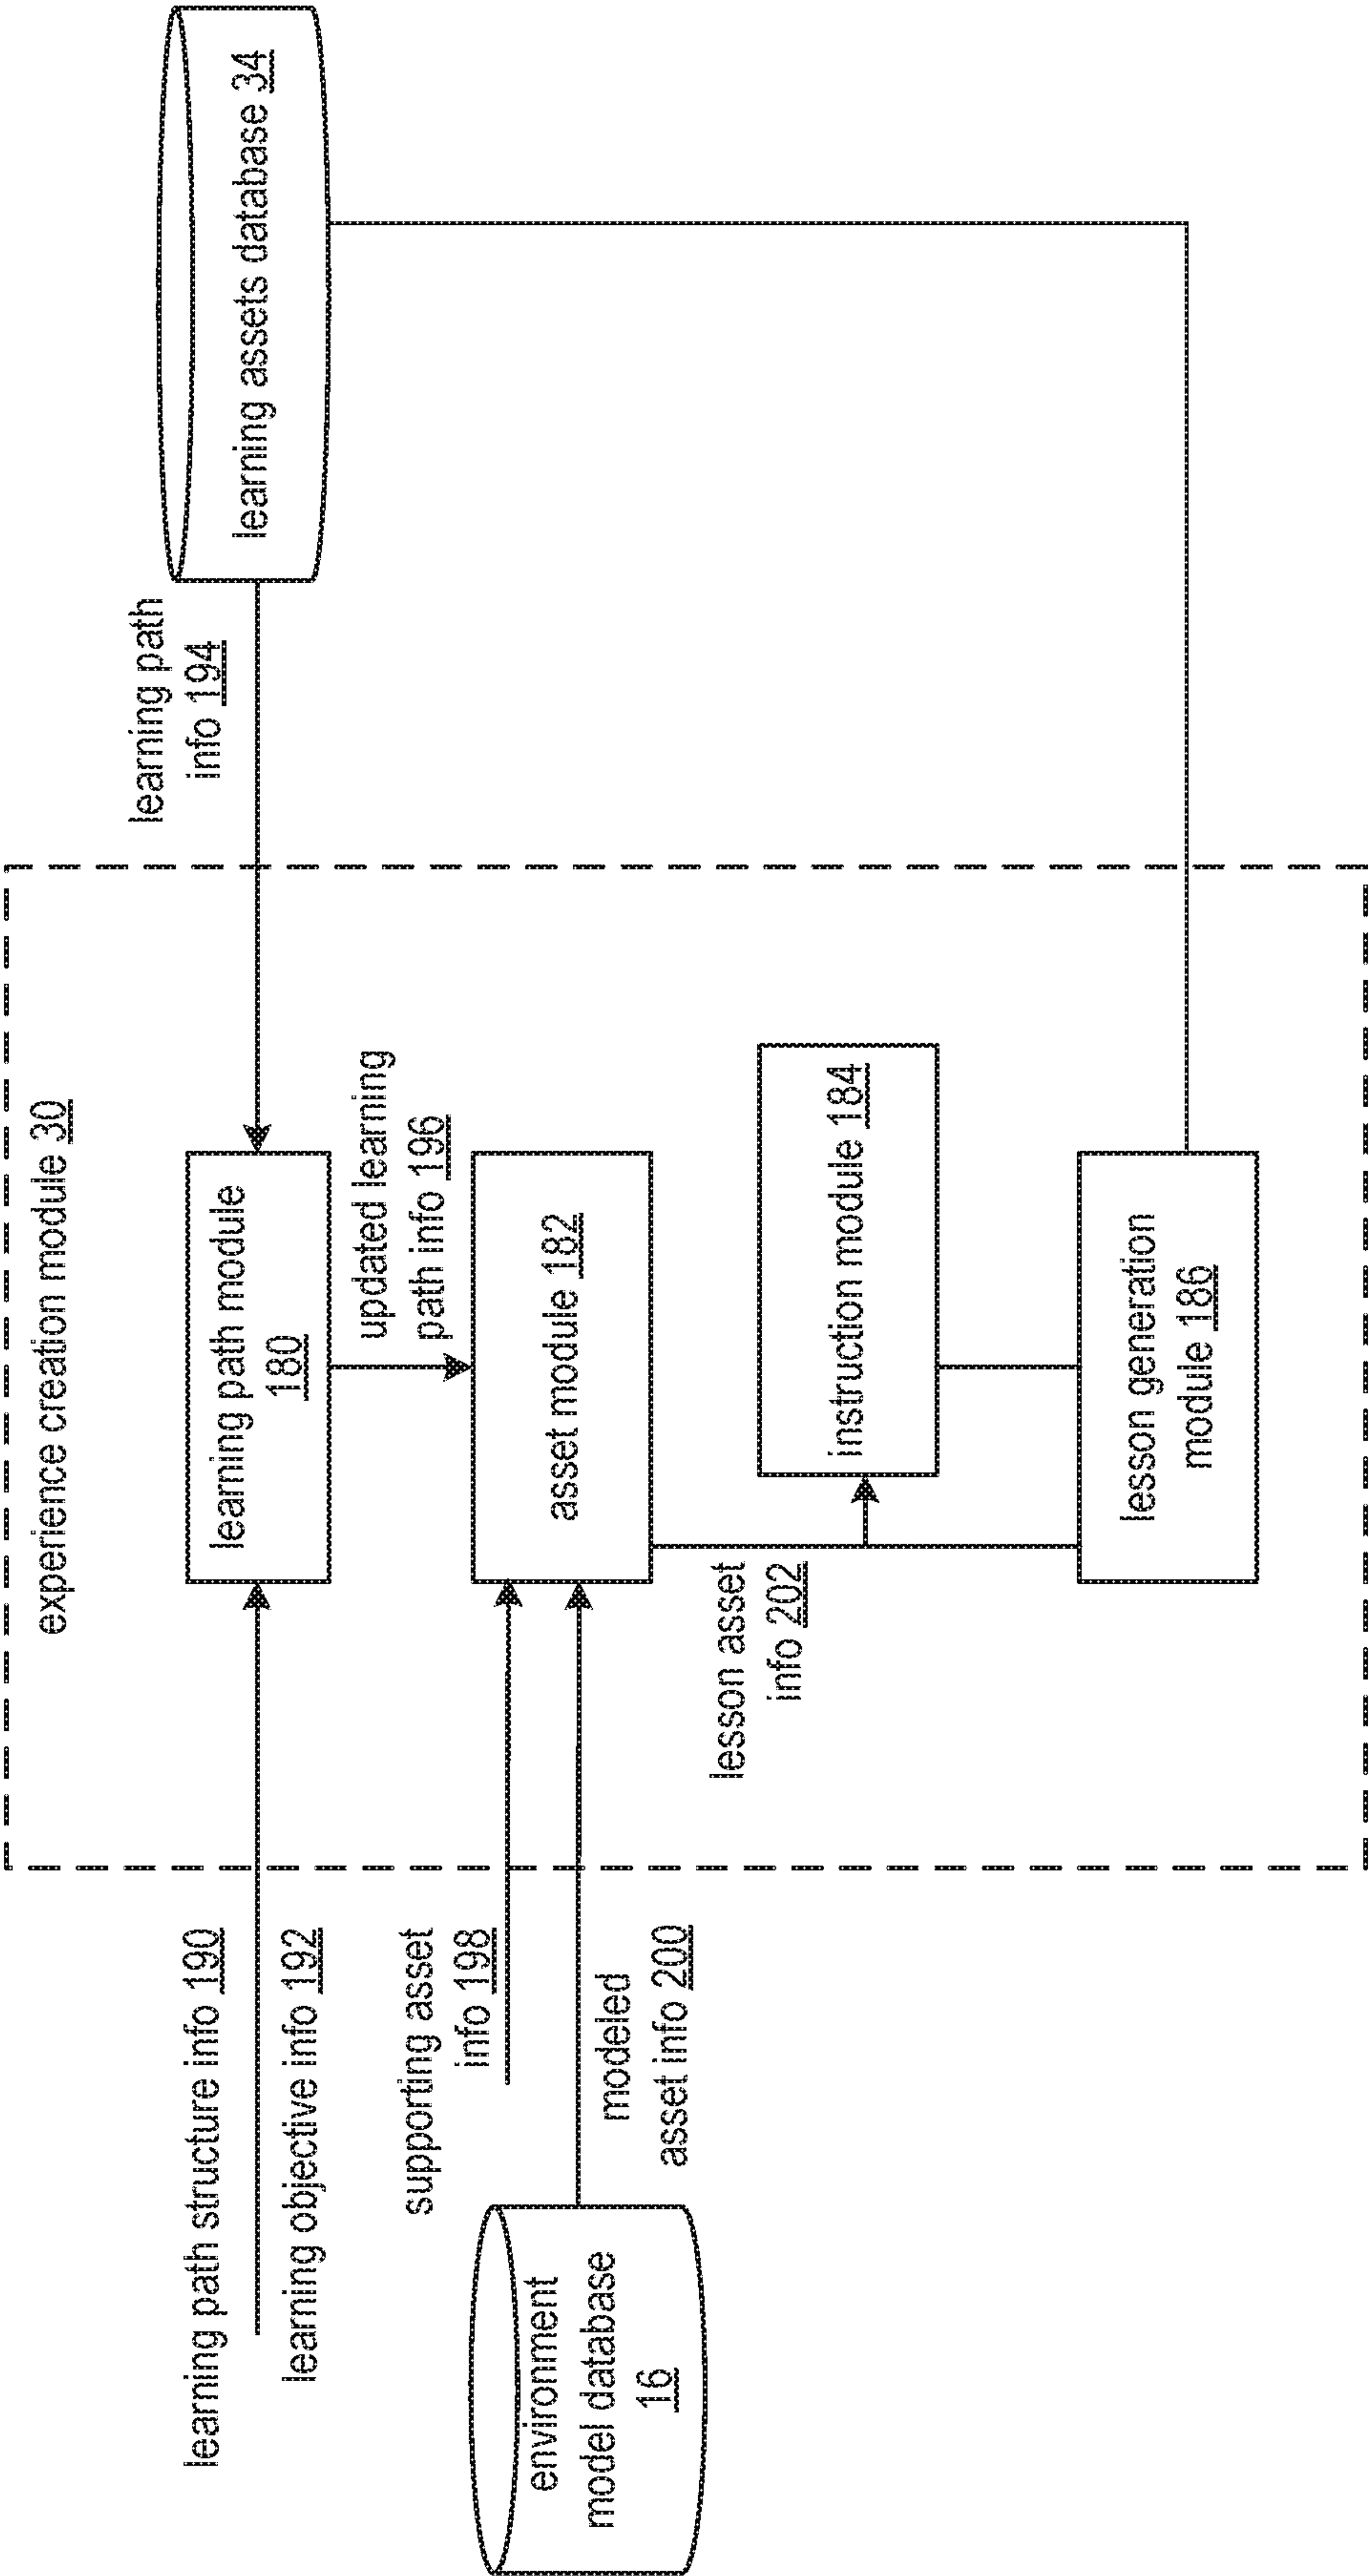 experience creation module 30
learning path structure info 190
learning objective info 192
learning path module
180
learning path
info 194
learning assets database 34
updated learning
path info 196
supporting asset
info 198
environment
model database
16
modeled
asset info 200
asset module 182
lesson asset
info 202
instruction module 184
lesson generation
module 186